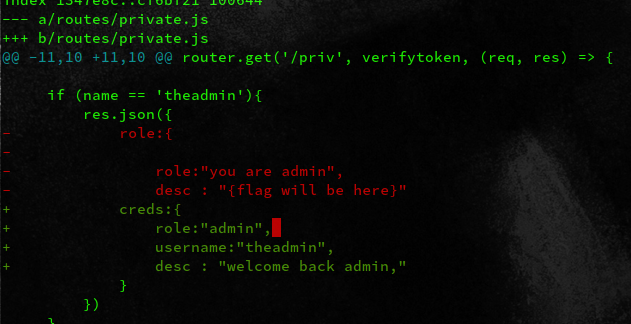 index 1347e8c..cf6bf21 100644
--- a/routes/private.js
+++ b/routes/private.js
@@ -11,10 +11,10 @@ router.get('/priv', verifytoken, (req, res) => {
    if (name == 'theadmin'){
        res.json({
-            role:{
-
-                role:"you are admin",
-                desc : "{flag will be here}"
+            creds:{
+                role:"admin",
+                username:"theadmin",
+                desc : "welcome back admin,"
            }
        })
    }